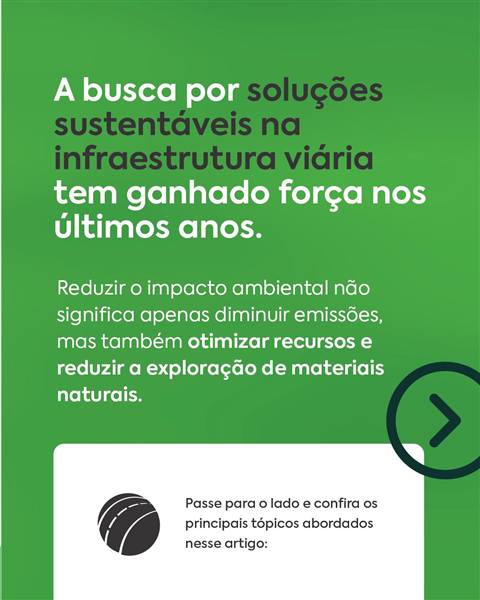 A busca por soluções
sustentáveis na
infraestrutura viária
tem ganhado força nos
últimos anos.
Reduzir o impacto ambiental não
significa apenas diminuir emissões,
mas também otimizar recursos e
reduzir a exploração de materiais
naturais.
Passe para o lado e confira os
principais tópicos abordados
nesse artigo: